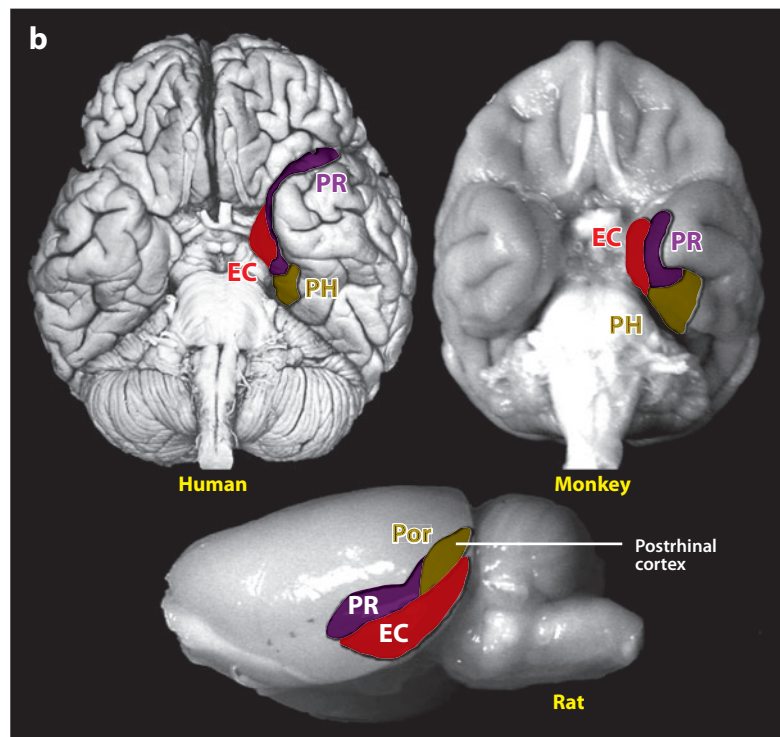 b
PR
EC
PH
Human
EC
PR
PH
Monkey
Por
Postrhinal
cortex
PR
EC
Rat